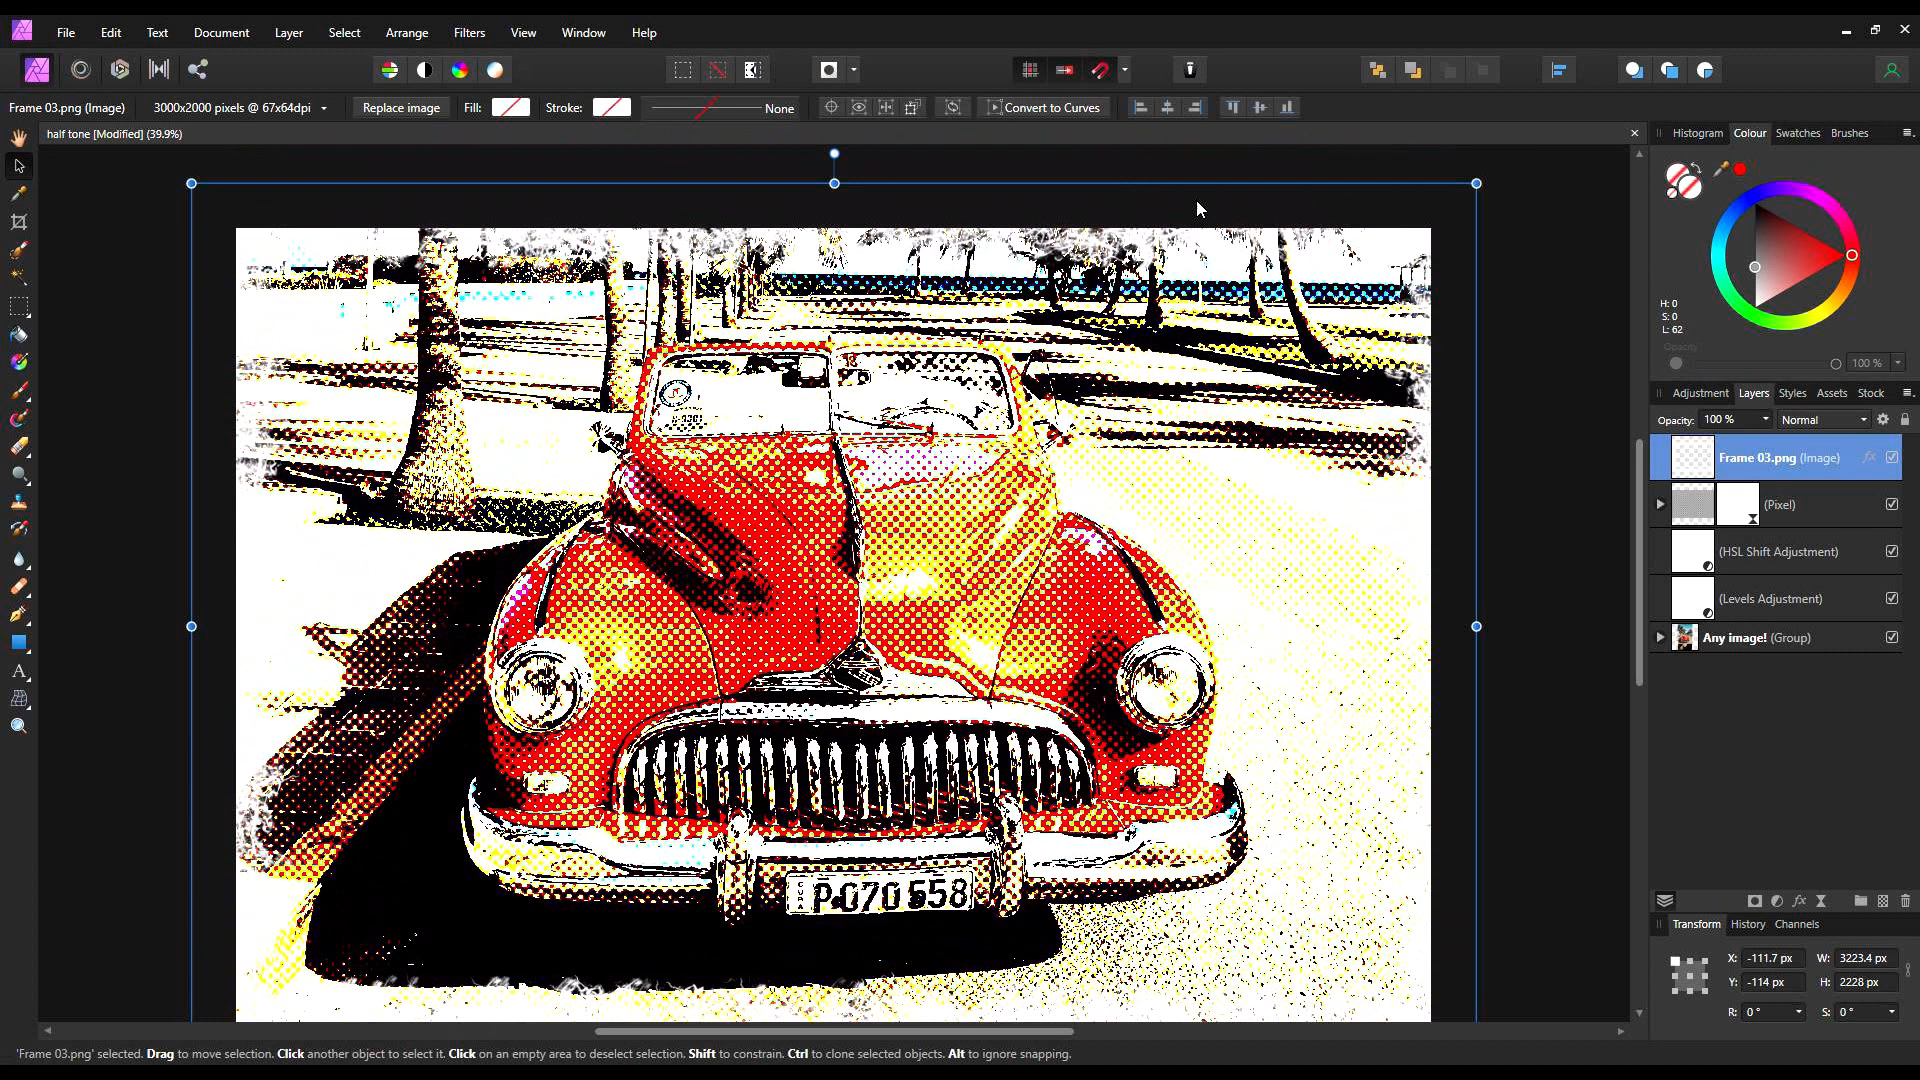 File Edit Text Document Layer Select Arrange Filters View Window Help
Frame 03.png (Image) 3000x2000 pixels @ 67x64dpi Replace image Fill: Stroke: None Convert to Curves
half tone [Modified] (39.9%)
Histogram Colour Swatches Brushes
H: 0
S: 0
L: 62
Opacity
100 %
Adjustment Layers Styles Assets Stock
Opacity: 100 % Normal
Frame 03.png (Image) fx
(Pixel)
(HSL Shift Adjustment)
(Levels Adjustment)
Any image! (Group)
CUBA
P 070 558
fx
Transform History Channels
X: -111.7 px W: 3223.4 px
Y: -114 px H: 2228 px
R: 0 ° S: 0 °
'Frame 03.png' selected. Drag to move selection. Click another object to select it. Click on an empty area to deselect selection. Shift to constrain. Ctrl to clone selected objects. Alt to ignore snapping.